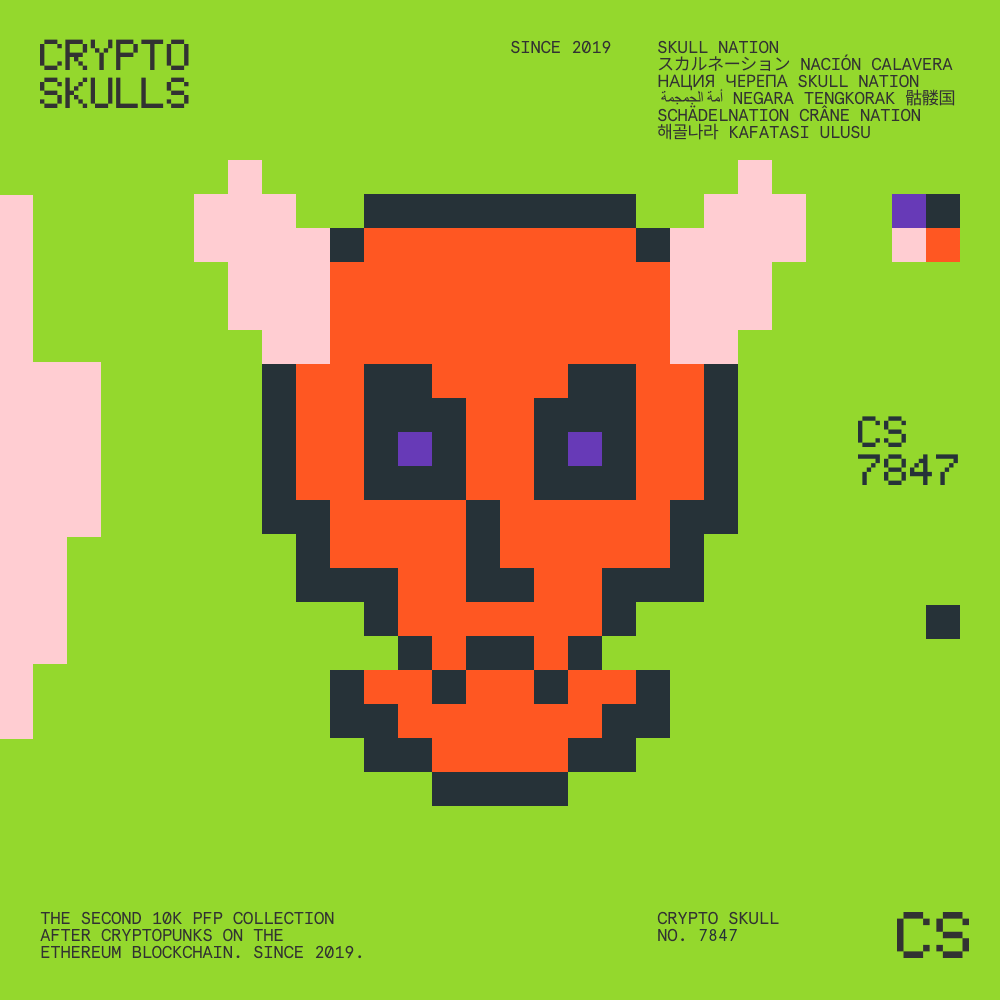 CRYPTO
SKULLS
SINCE 2019
SKULL NATION
スカルネーション NACIÓN CALAVERA
НАЦИЯ ЧЕРЕПА SKULL NATION
أمة الجمجمة NEGARA TENGKORAK 骷髅国
SCHÄDELNATION CRÂNE NATION
해골나라 KAFATASI ULUSU
CS
7847
THE SECOND 10K PFP COLLECTION
AFTER CRYPTOPUNKS ON THE
ETHEREUM BLOCKCHAIN. SINCE 2019.
CRYPTO SKULL
NO. 7847
CS